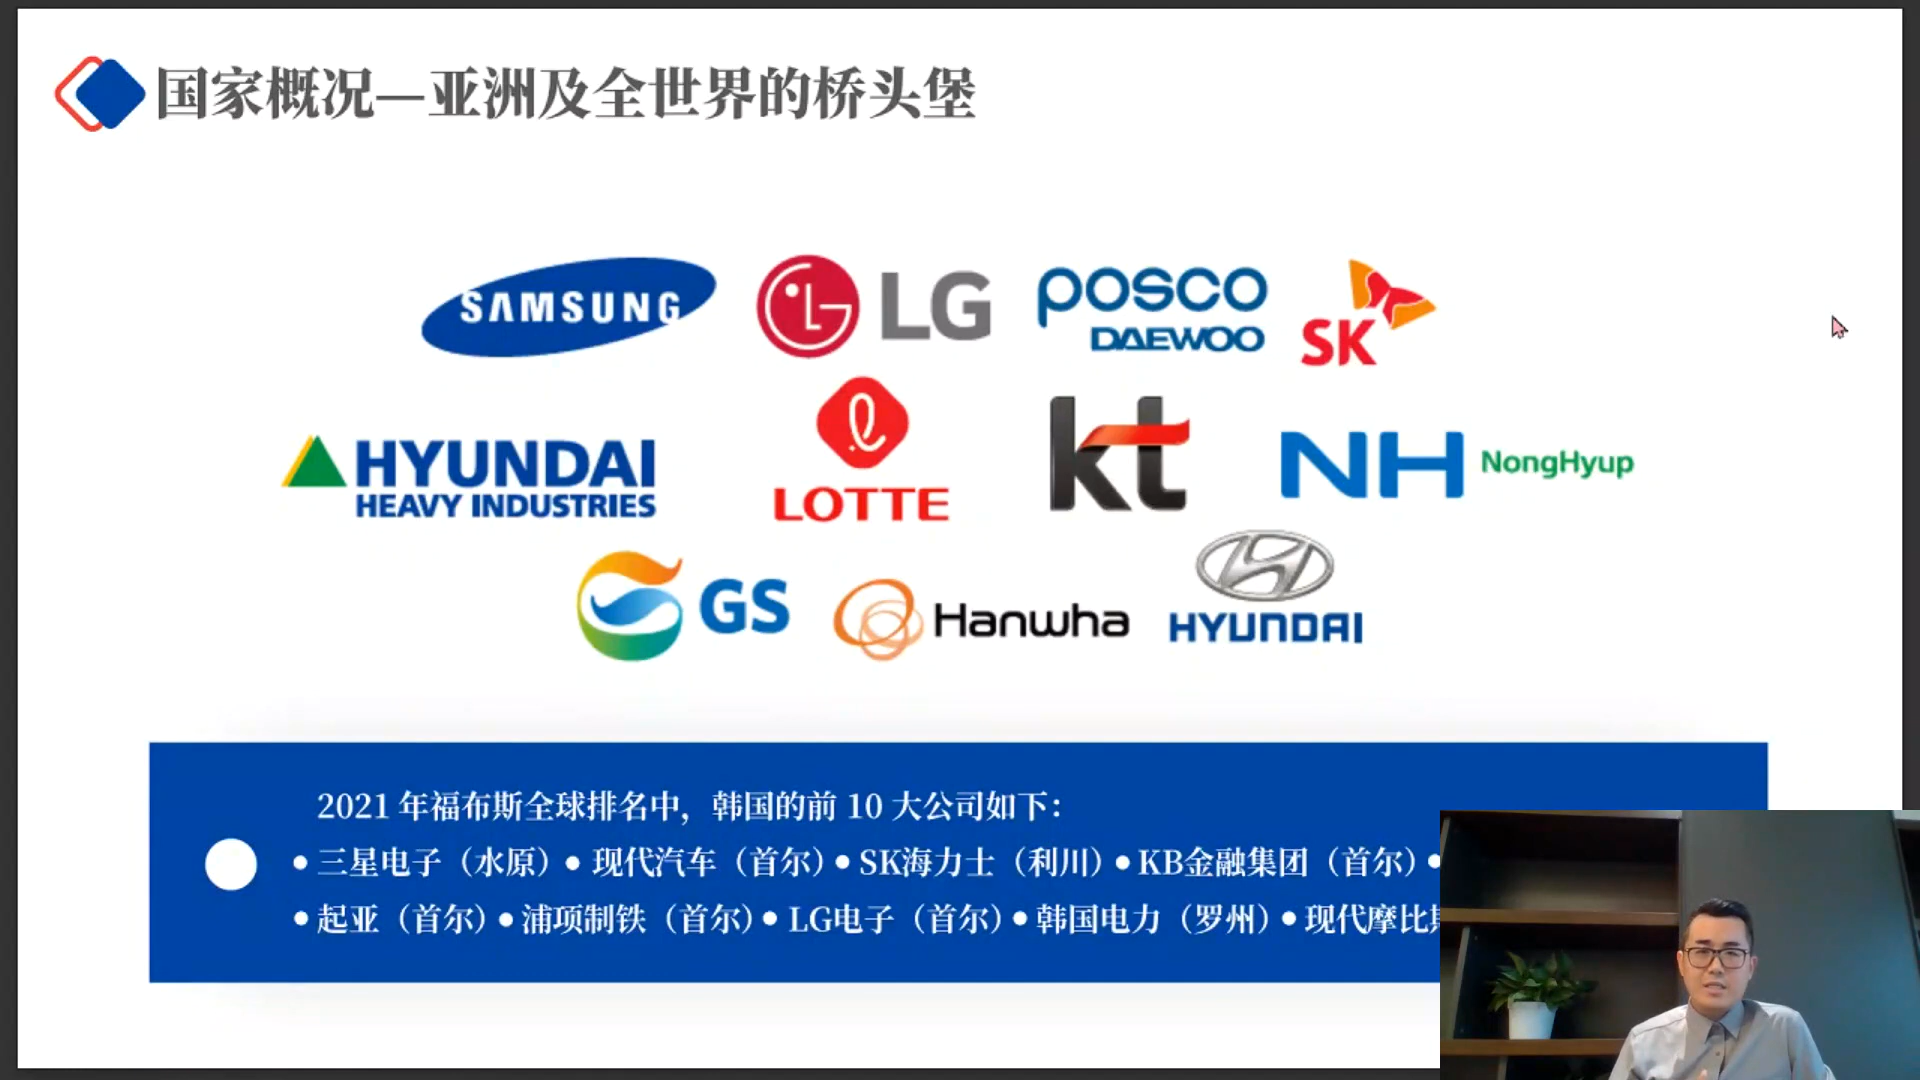 国家概况—亚洲及全世界的桥头堡
SAMSUNG
LG
posco
DAEWOO
SK
HYUNDAI
HEAVY INDUSTRIES
LOTTE
kt
NH NongHyup
GS
Hanwha
HYUNDAI
2021 年福布斯全球排名中，韩国的前 10 大公司如下：
● 三星电子（水原）● 现代汽车（首尔）● SK海力士（利川）● KB金融集团（首尔）●
● 起亚（首尔）● 浦项制铁（首尔）● LG电子（首尔）● 韩国电力（罗州）● 现代摩比